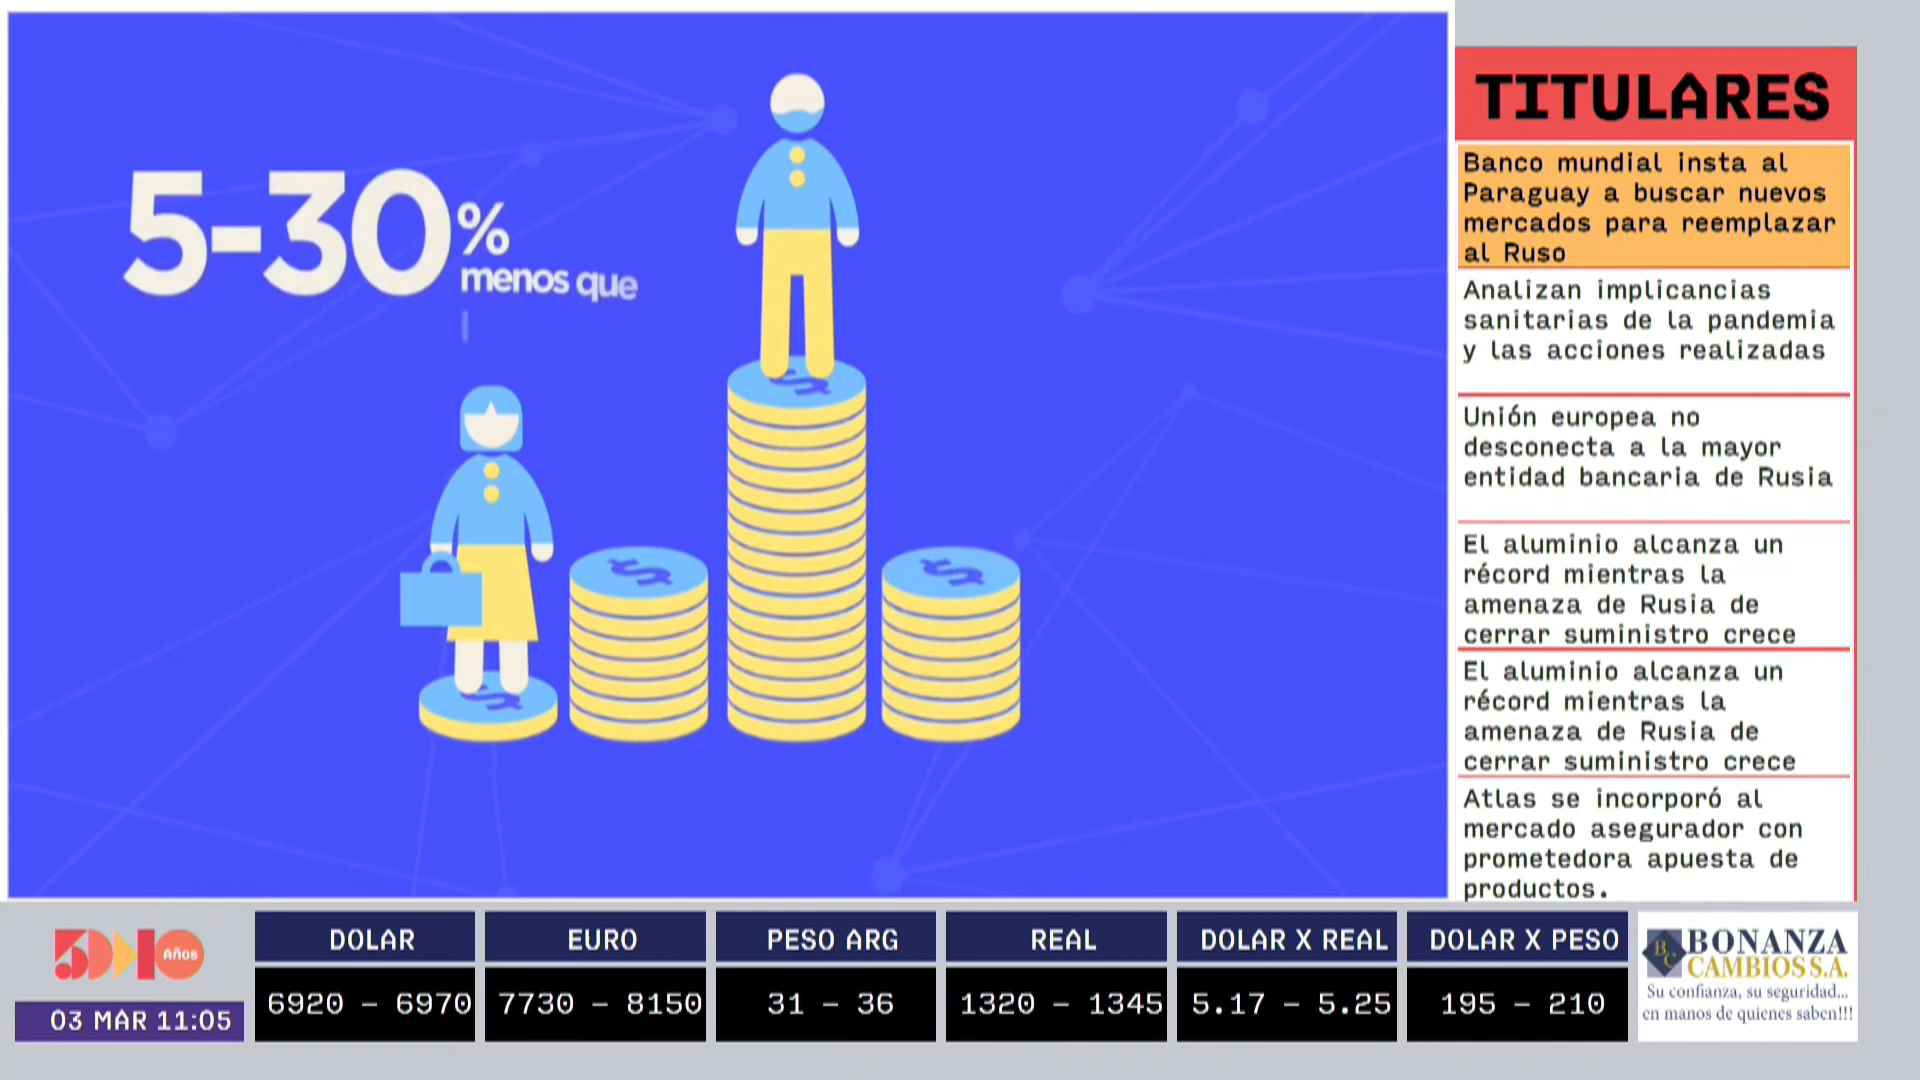 5-30%
menos que
TITULARES
Banco mundial insta al
Paraguay a buscar nuevos
mercados para reemplazar
al Ruso
Analizan implicancias
sanitarias de la pandemia
y las acciones realizadas
Unión europea no
desconecta a la mayor
entidad bancaria de Rusia
El aluminio alcanza un
récord mientras la
amenaza de Rusia de
cerrar suministro crece
El aluminio alcanza un
récord mientras la
amenaza de Rusia de
cerrar suministro crece
Atlas se incorporó al
mercado asegurador con
prometedora apuesta de
productos.
Años
03 MAR 11:05
DOLAR
6920 - 6970
EURO
7730 - 8150
PESO ARG
31 - 36
REAL
1320 - 1345
DOLAR X REAL
5.17 - 5.25
DOLAR X PESO
195 - 210
BC
BONANZA
CAMBIOS S.A.
Su confianza, su seguridad...
en manos de quienes saben!!!